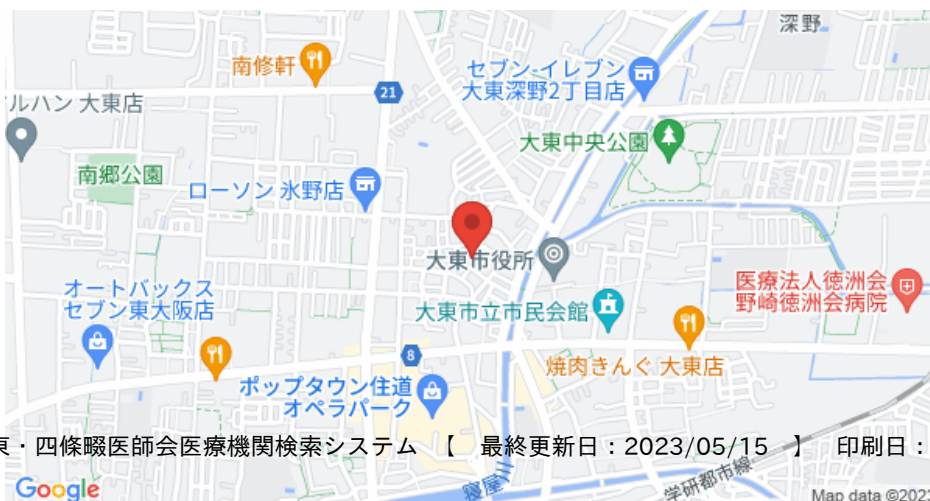 深野
南修軒
セブン-イレブン
大東深野2丁目店
21
ルハン 大東店
大東中央公園
南郷公園
ローソン 氷野店
大東市役所
オートバックス
セブン東大阪店
医療法人徳洲会
野崎徳洲会病院
大東市立市民会館
8
焼肉きんぐ 大東店
ポップタウン住道
オペラパーク
東・四條畷医師会医療機関検索システム 【 最終更新日：2023/05/15 】 印刷日：
学研都市線
寝屋川
Google
Map data ©2023